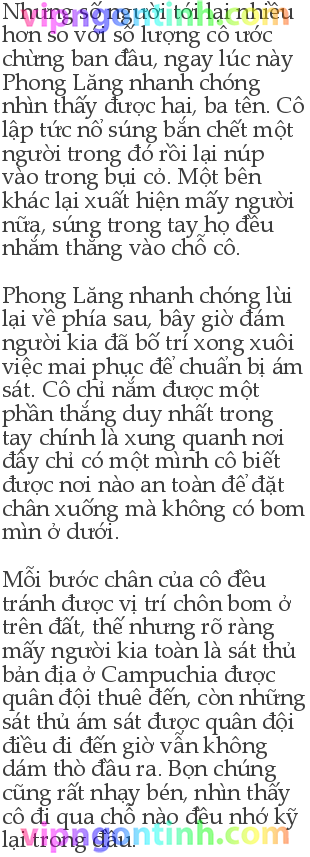 Nhưng số người tới lại nhiều
vipngontinh.com
hơn so với số lượng cô ước
chừng ban đầu, ngay lúc này
Phong Lăng nhanh chóng
nhìn thấy được hai, ba tên. Cô
lập tức nổ súng bắn chết một
người trong đó rồi lại núp
vào trong bụi cỏ. Một bên
khác lại xuất hiện mấy người
nữa, súng trong tay họ đều
nhắm thẳng vào chỗ cô.
Phong Lăng nhanh chóng lùi
lại về phía sau, bây giờ đám
người kia đã bố trí xong xuôi
việc mai phục để chuẩn bị ám
sát. Cô chỉ nắm được một
phần thắng duy nhất trong
tay chính là xung quanh nơi
đây chỉ có một mình cô biết
được nơi nào an toàn để đặt
chân xuống mà không có bom
mìn ở dưới.
Mỗi bước chân của cô đều
tránh được vị trí chôn bom ở
trên đất, thế nhưng rõ ràng
mấy người kia toàn là sát thủ
bản địa ở Campuchia được
quân đội thuê đến, còn những
sát thủ ám sát được quân đội
điều đi đến giờ vẫn không
dám thò đầu ra. Bọn chúng
cũng rất nhạy bén, nhìn thấy
cô đi qua chỗ nào đều nhớ kỹ
lại trong đầu.
vipngontinh.com